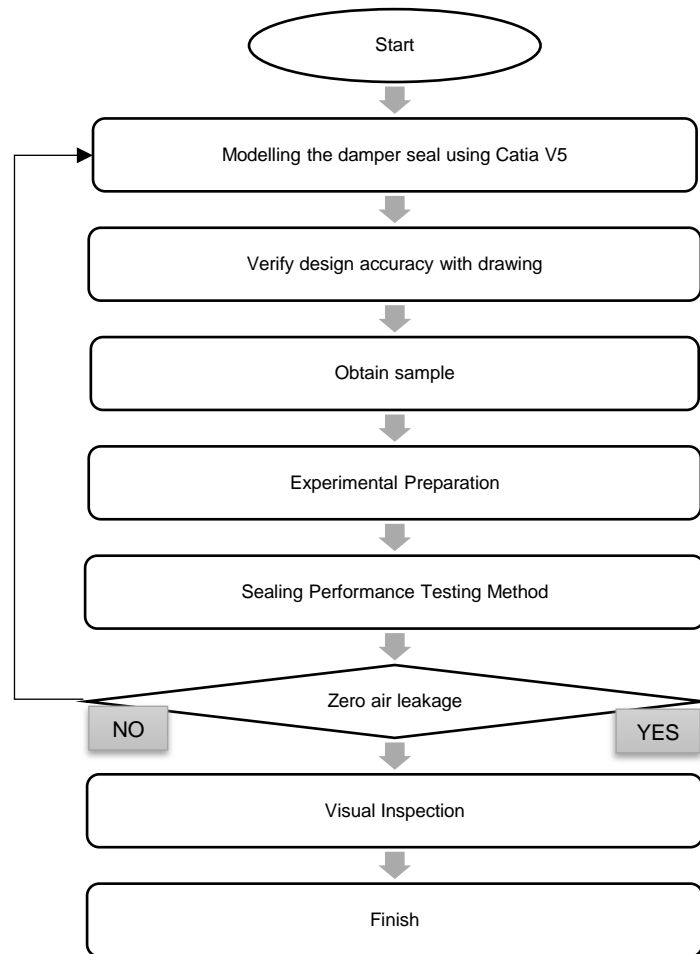 Start
Modelling the damper seal using Catia V5
Verify design accuracy with drawing
Obtain sample
Experimental Preparation
Sealing Performance Testing Method
Zero air leakage
NO
YES
Visual Inspection
Finish